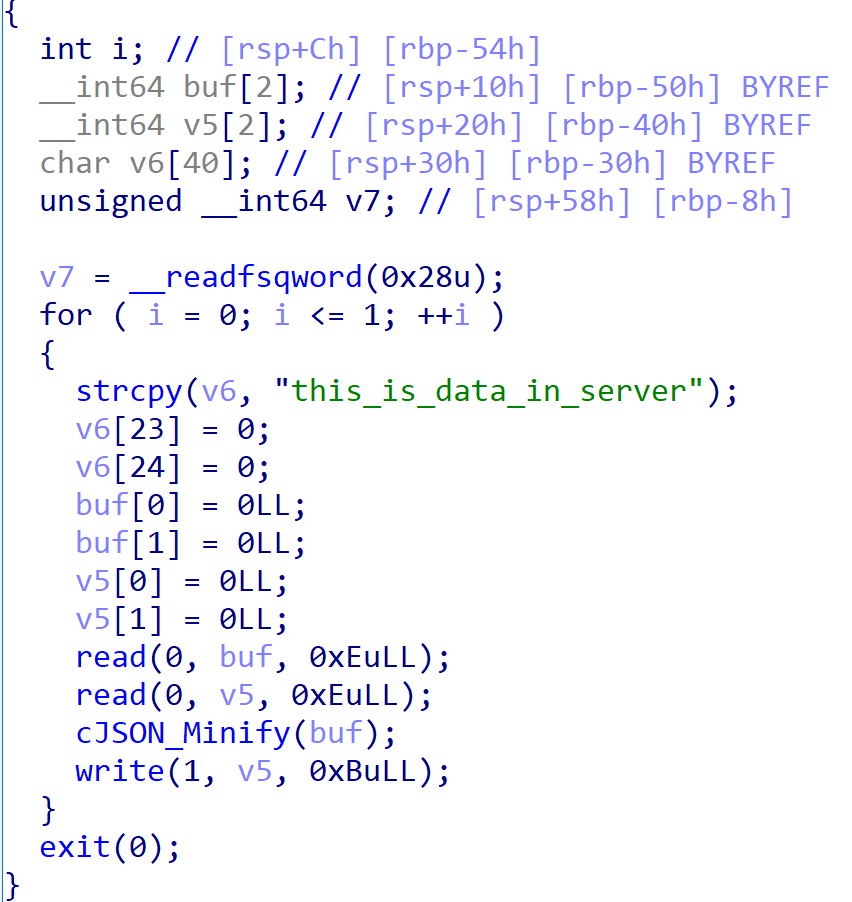 {
  int i; // [rsp+Ch] [rbp-54h]
  __int64 buf[2]; // [rsp+10h] [rbp-50h] BYREF
  __int64 v5[2]; // [rsp+20h] [rbp-40h] BYREF
  char v6[40]; // [rsp+30h] [rbp-30h] BYREF
  unsigned __int64 v7; // [rsp+58h] [rbp-8h]

  v7 = __readfsqword(0x28u);
  for ( i = 0; i <= 1; ++i )
  {
    strcpy(v6, "this_is_data_in_server");
    v6[23] = 0;
    v6[24] = 0;
    buf[0] = 0LL;
    buf[1] = 0LL;
    v5[0] = 0LL;
    v5[1] = 0LL;
    read(0, buf, 0xEuLL);
    read(0, v5, 0xEuLL);
    cJSON_Minify(buf);
    write(1, v5, 0xBuLL);
  }
  exit(0);
}